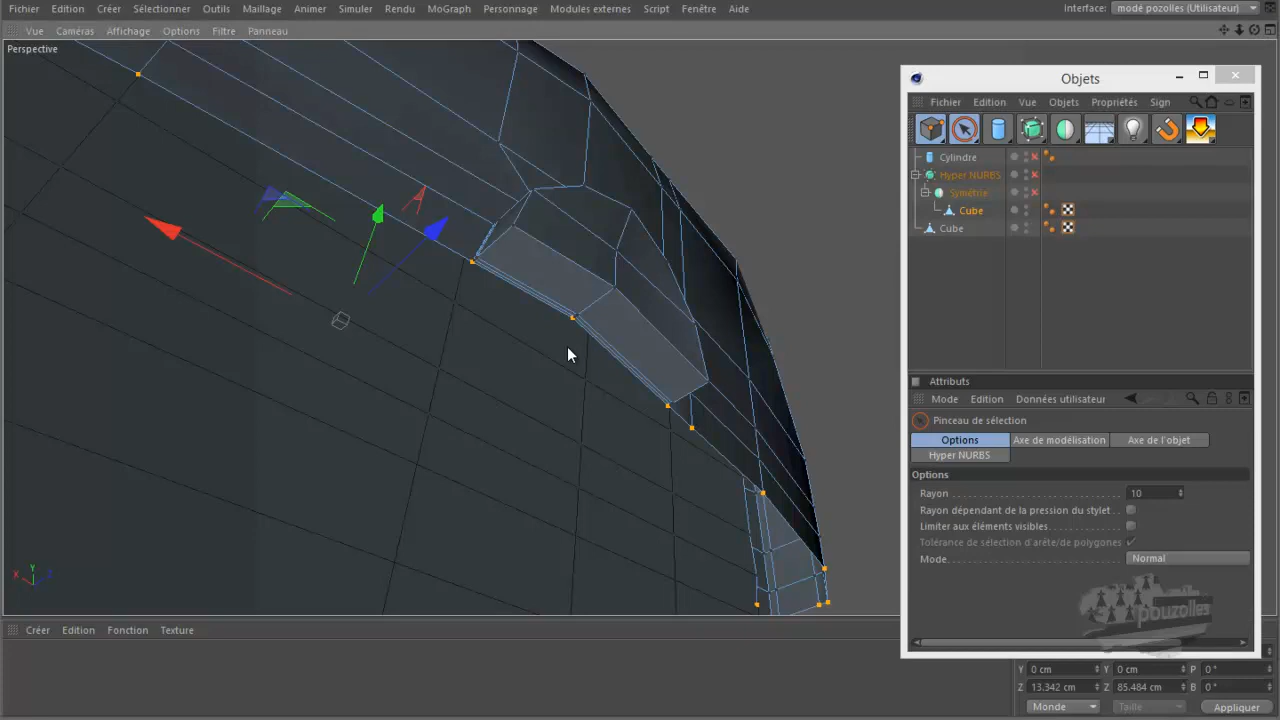 Fichier Edition Créer Sélectionner Outils Maillage Animer Simuler Rendu MoGraph Personnage Modules externes Script Fenêtre Aide Interface: modé pozolles (Utilisateur)
Vue Caméras Affichage Options Filtre Panneau
Perspective
Objets
Fichier Edition Vue Objets Propriétés Sign
Cylindre
Hyper NURBS
Symétrie
Cube
Cube
Attributs
Mode Edition Données utilisateur
Pinceau de sélection
Options Axe de modélisation Axe de l'objet
Hyper NURBS
Options
Rayon 10
Rayon dépendant de la pression du stylet
Limiter aux éléments visibles
Tolérance de sélection d'arête/de polygones
Mode Normal
pouzolles
X Y Z
Créer Edition Fonction Texture
Y 0 cm Y 0 cm P 0 °
Z 13.342 cm Z 85.484 cm B 0 °
Monde Taille Appliquer